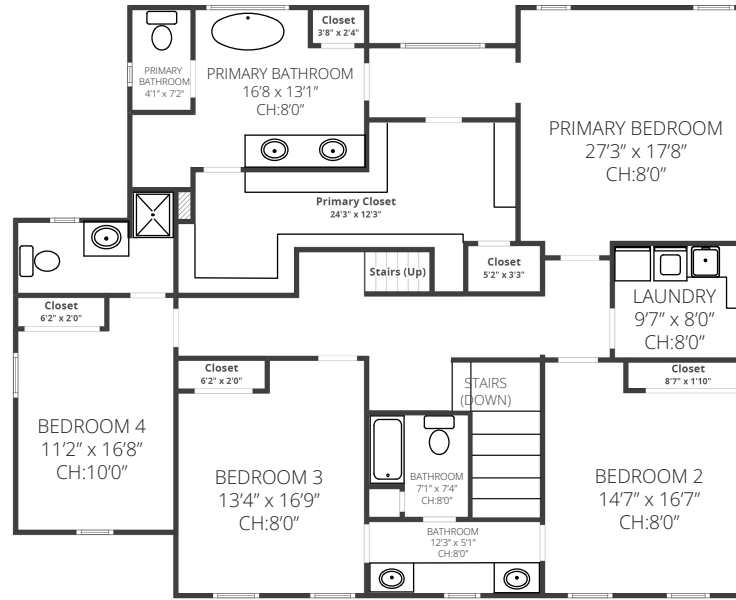 Closet
3'8" x 2'4"
PRIMARY
BATHROOM
4'1" x 7'2"
PRIMARY BATHROOM
16'8 x 13'1"
CH:8'0"
PRIMARY BEDROOM
27'3" x 17'8"
CH:8'0"
Primary Closet
24'3" x 12'3"
Stairs (Up)
Closet
5'2" x 3'3"
LAUNDRY
9'7" x 8'0"
CH:8'0"
Closet
6'2" x 2'0"
Closet
6'2" x 2'0"
Closet
8'7" x 1'10"
STAIRS
(DOWN)
BEDROOM 4
11'2" x 16'8"
CH:10'0"
BEDROOM 3
13'4" x 16'9"
CH:8'0"
BATHROOM
7'1" x 7'4"
CH:8'0"
BEDROOM 2
14'7" x 16'7"
CH:8'0"
BATHROOM
12'3" x 5'1"
CH:8'0"